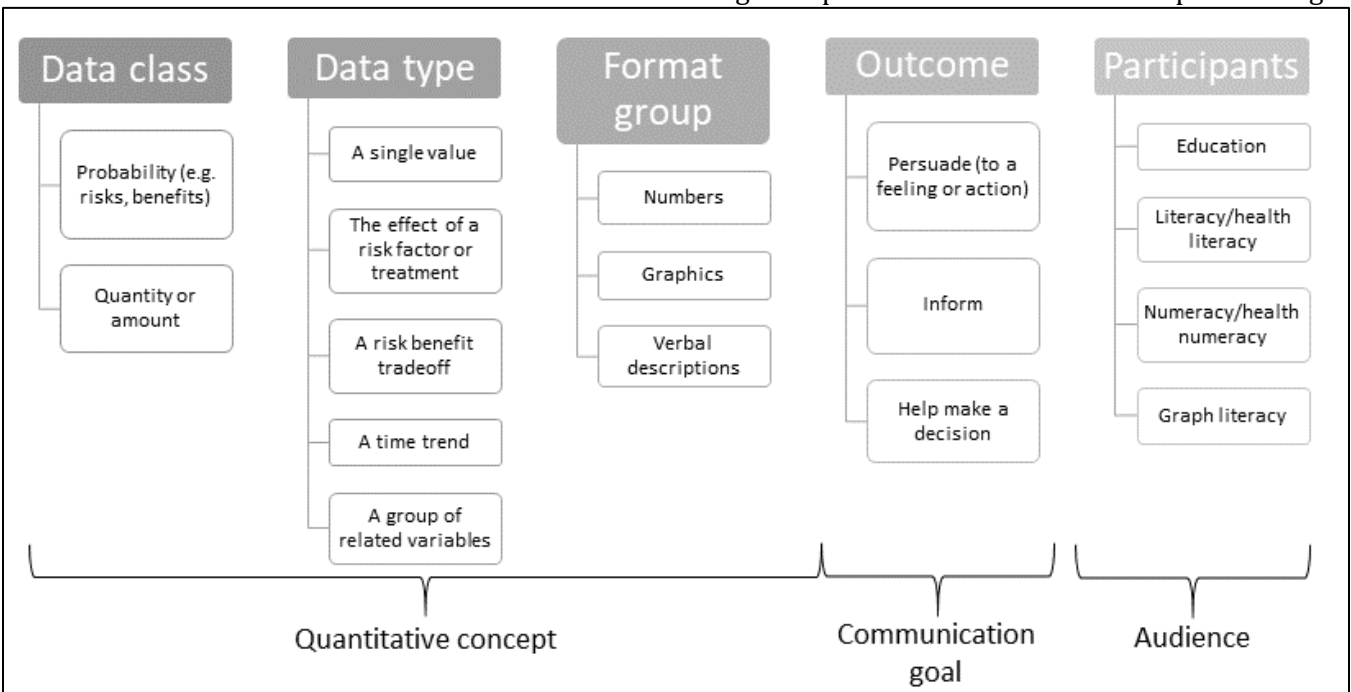 Data class
Probability (e.g.
risks, benefits)
Quantity or
amount
Data type
A single value
The effect of a
risk factor or
treatment
A risk benefit
tradeoff
A time trend
A group of
related variables
Format
group
Numbers
Graphics
Verbal
descriptions
Outcome
Persuade (to a
feeling or action)
Inform
Help make a
decision
Participants
Education
Literacy/health
literacy
Numeracy/health
numeracy
Graph literacy
Quantitative concept
Communication
goal
Audience